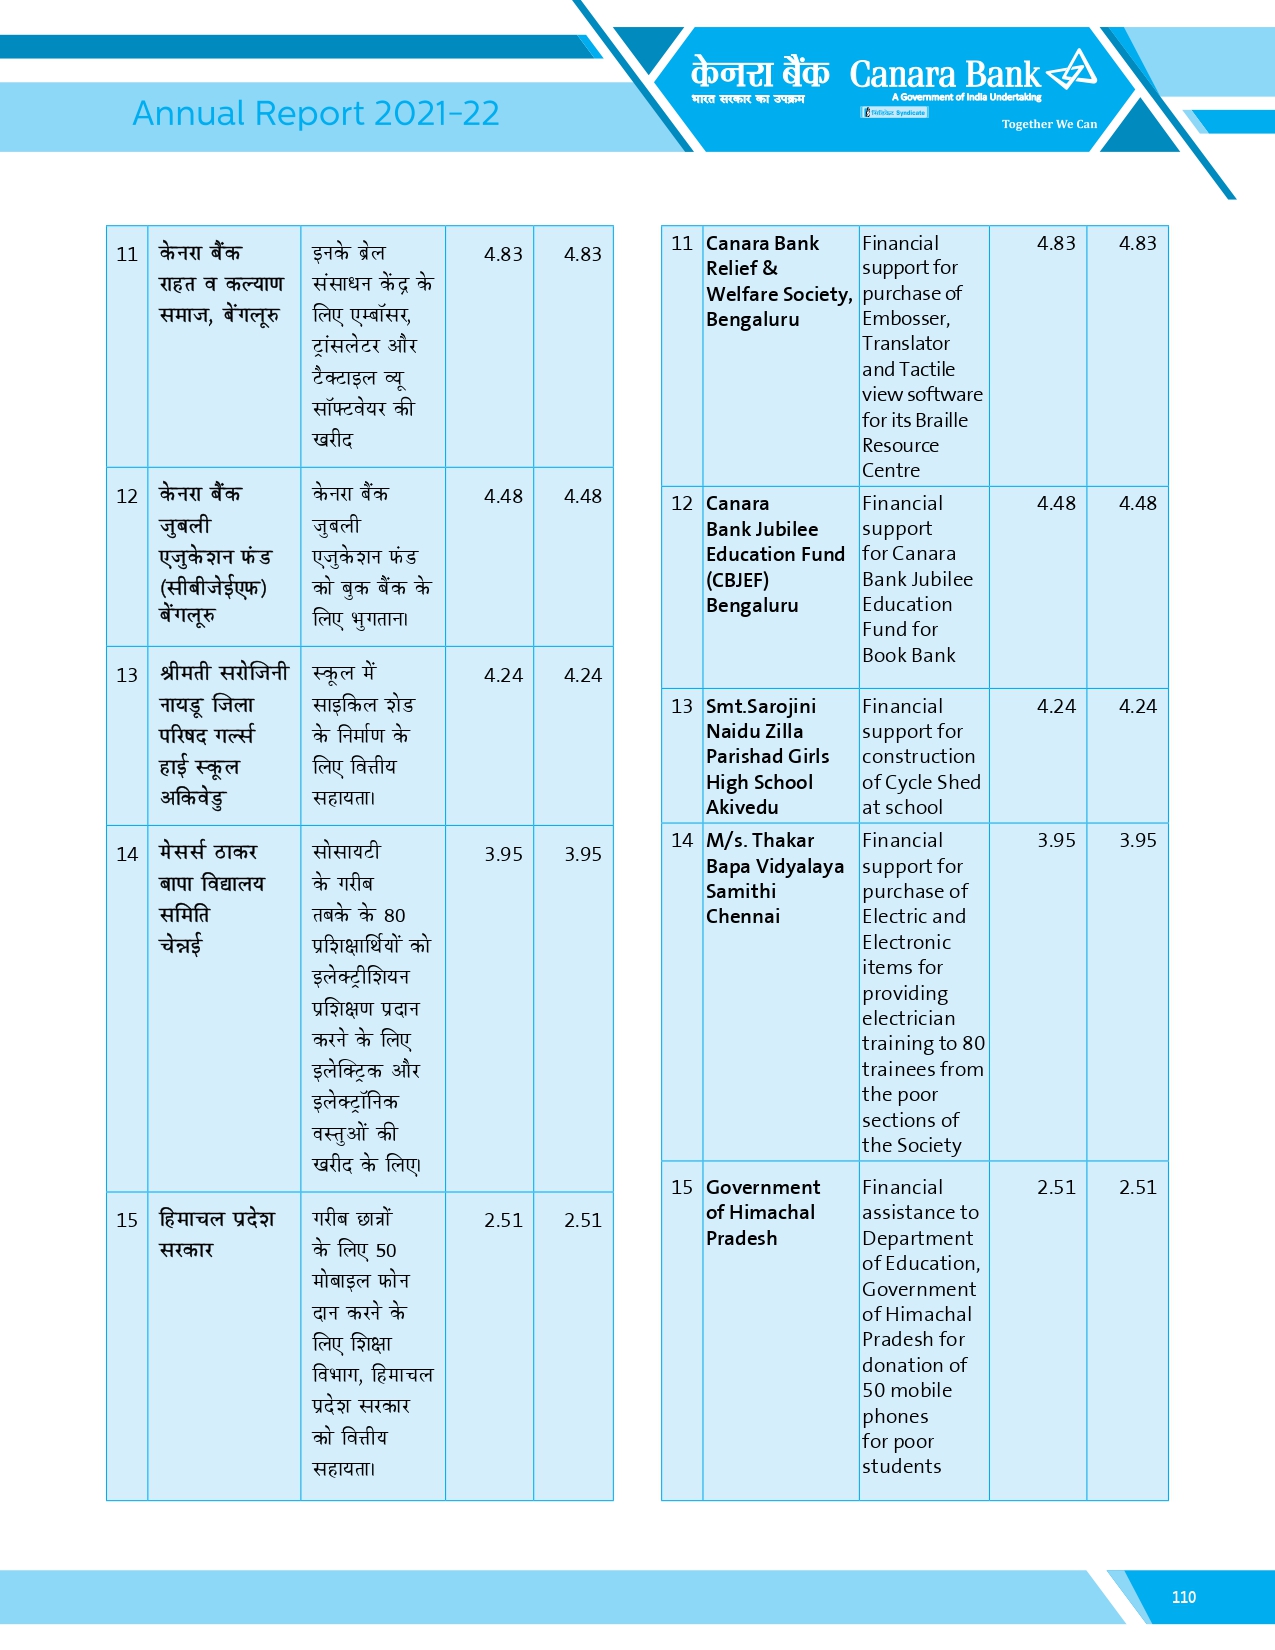 Annual Report 2021-22
केनरा बैंक Canara Bank
भारत सरकार का उपक्रम A Government of India Undertaking
Syndicate
Together We Can
11 केनरा बैंक इनके ब्रेल 4.83 4.83
राहत व कल्याण संसाधन केंद्र के
समाज, बेंगलूरु लिए एम्बॉसर,
ट्रांसलेटर और
टैक्टाइल व्यू
सॉफ्टवेयर की
खरीद
12 केनरा बैंक केनरा बैंक 4.48 4.48
जुबली जुबली
एजुकेशन फंड एजुकेशन फंड
(सीबीजेईएफ) को बुक बैंक के
बेंगलूरु लिए भुगतान।
13 श्रीमती सरोजिनी स्कूल में 4.24 4.24
नायडू जिला साइकिल शेड
परिषद गर्ल्स के निर्माण के
हाई स्कूल लिए वित्तीय
अकिवेडु सहायता।
14 मेसर्स ठाकर सोसायटी 3.95 3.95
बापा विद्यालय के गरीब
समिति तबके के 80
चेन्नई प्रशिक्षार्थियों को
इलेक्ट्रीशियन
प्रशिक्षण प्रदान
करने के लिए
इलेक्ट्रिक और
इलेक्ट्रॉनिक
वस्तुओं की
खरीद के लिए।
15 हिमाचल प्रदेश गरीब छात्रों 2.51 2.51
सरकार के लिए 50
मोबाइल फोन
दान करने के
लिए शिक्षा
विभाग, हिमाचल
प्रदेश सरकार
को वित्तीय
सहायता।
11 Canara Bank Financial 4.83 4.83
Relief & support for
Welfare Society, purchase of
Bengaluru Embosser,
Translator
and Tactile
view software
for its Braille
Resource
Centre
12 Canara Financial 4.48 4.48
Bank Jubilee support
Education Fund for Canara
(CBJEF) Bank Jubilee
Bengaluru Education
Fund for
Book Bank
13 Smt.Sarojini Financial 4.24 4.24
Naidu Zilla support for
Parishad Girls construction
High School of Cycle Shed
Akivedu at school
14 M/s. Thakar Financial 3.95 3.95
Bapa Vidyalaya support for
Samithi purchase of
Chennai Electric and
Electronic
items for
providing
electrician
training to 80
trainees from
the poor
sections of
the Society
15 Government Financial 2.51 2.51
of Himachal assistance to
Pradesh Department
of Education,
Government
of Himachal
Pradesh for
donation of
50 mobile
phones
for poor
students
110